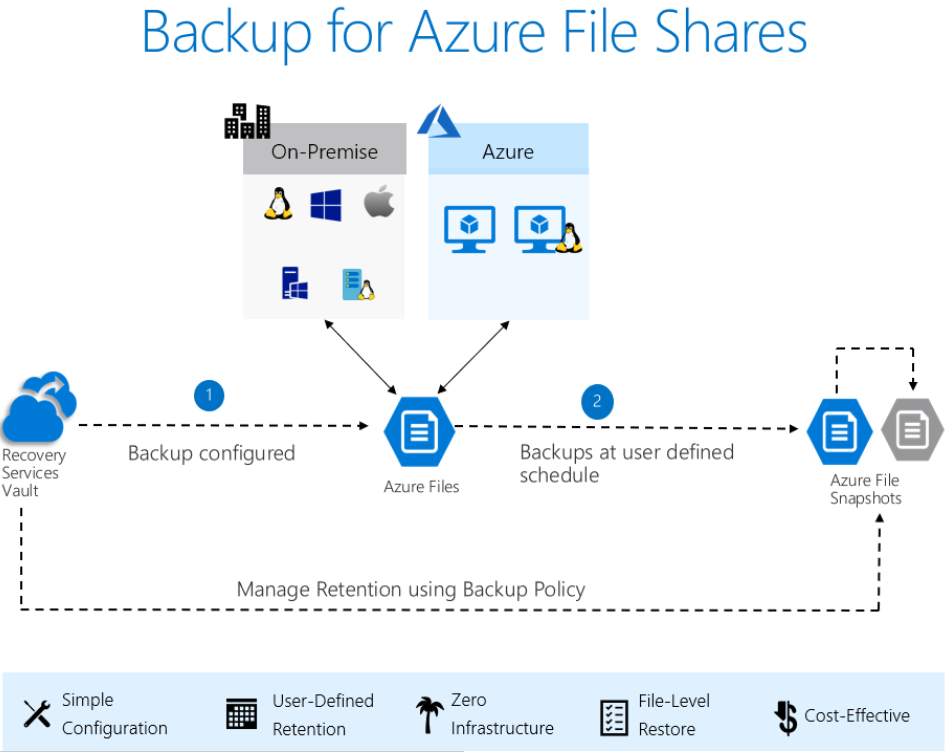 Backup for Azure File Shares
On-Premise
Azure
1
2
Backup configured
Backups at user defined
schedule
Recovery
Services
Vault
Azure Files
Azure File
Snapshots
Manage Retention using Backup Policy
Simple
Configuration
User-Defined
Retention
Zero
Infrastructure
File-Level
Restore
Cost-Effective